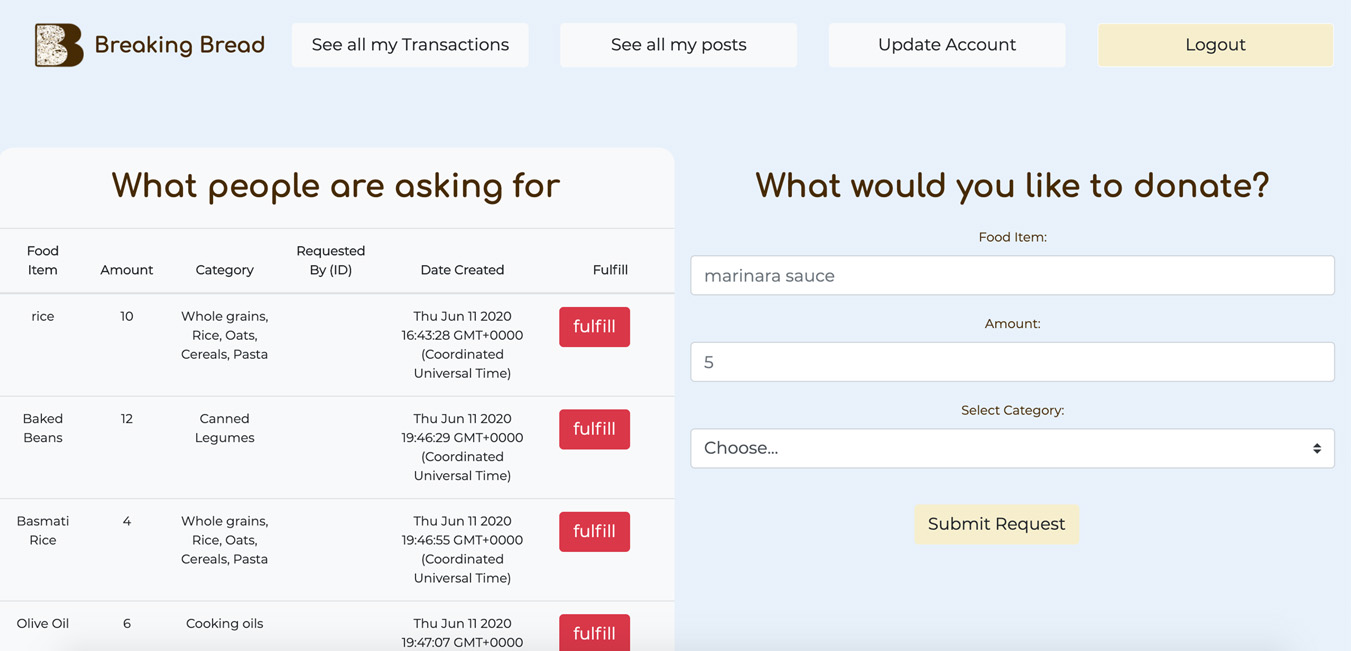 Breaking Bread
See all my Transactions
See all my posts
Update Account
Logout
What people are asking for
Food
Item
Amount
Category
Requested
By (ID)
Date Created
Fulfill
rice
10
Whole grains,
Rice, Oats,
Cereals, Pasta
Thu Jun 11 2020
16:43:28 GMT+0000
(Coordinated
Universal Time)
fulfill
Baked
Beans
12
Canned
Legumes
Thu Jun 11 2020
19:46:29 GMT+0000
(Coordinated
Universal Time)
fulfill
Basmati
Rice
4
Whole grains,
Rice, Oats,
Cereals, Pasta
Thu Jun 11 2020
19:46:55 GMT+0000
(Coordinated
Universal Time)
fulfill
Olive Oil
6
Cooking oils
Thu Jun 11 2020
19:47:07 GMT+0000
fulfill
What would you like to donate?
Food Item:
marinara sauce
Amount:
5
Select Category:
Choose...
Submit Request